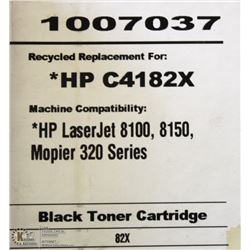 1007037
Recycled Replacement For:
*HP C4182X
Machine Compatibility:
*HP LaserJet 8100, 8150,
Mopier 320 Series
Black Toner Cartridge
82X